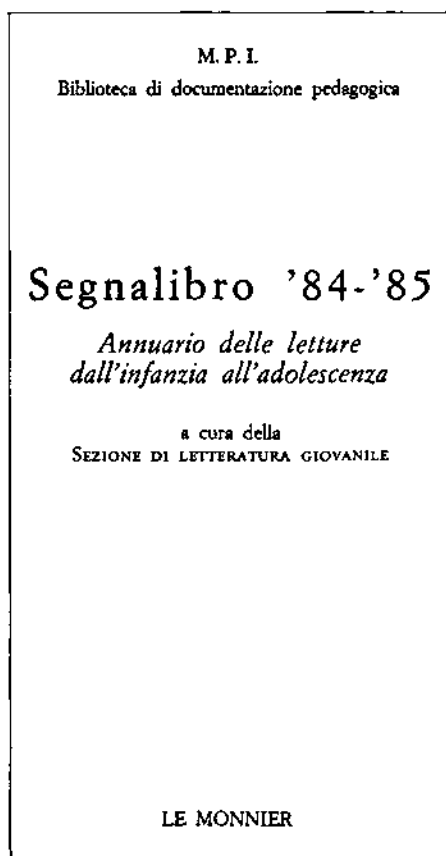 M. P. I.
Biblioteca di documentazione pedagogica
Segnalibro '84-'85
Annuario delle letture
dall'infanzia all'adolescenza
a cura della
SEZIONE DI LETTERATURA GIOVANILE
LE MONNIER